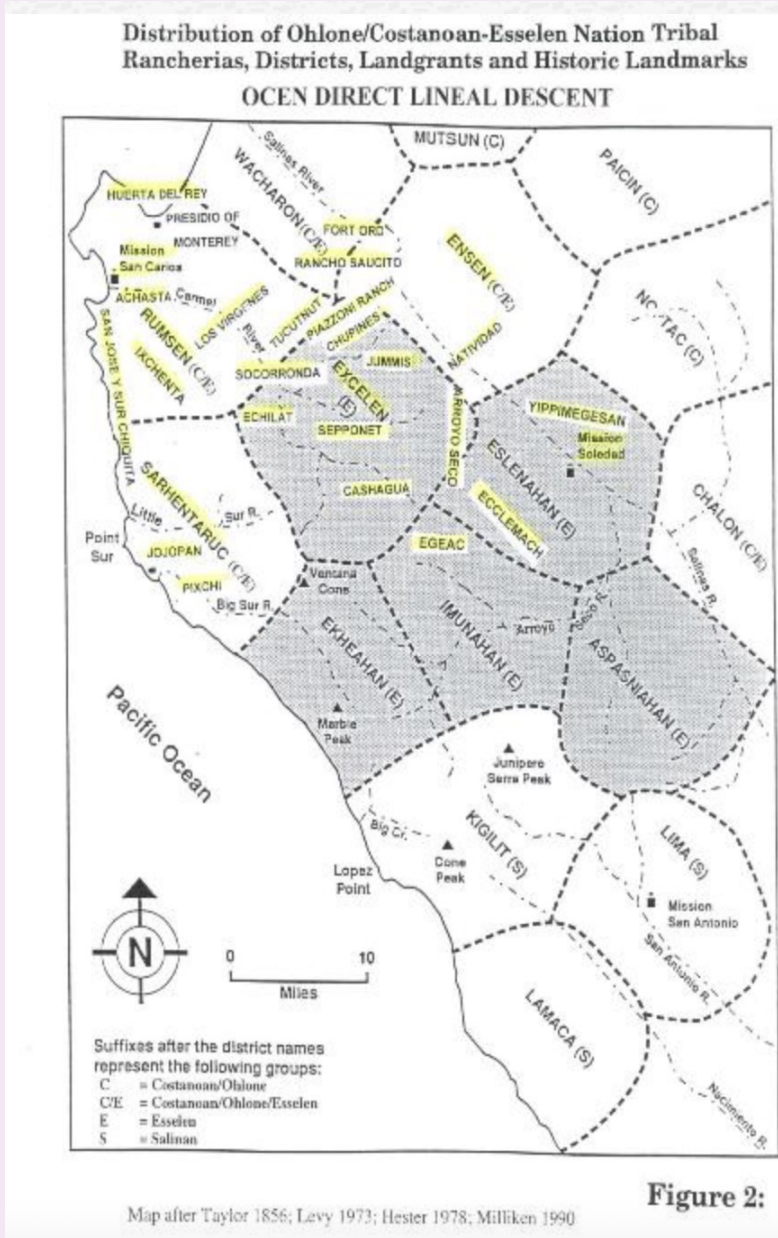 Distribution of Ohlone/Costanoan-Esselen Nation Tribal
Rancherias, Districts, Landgrants and Historic Landmarks
OCEN DIRECT LINEAL DESCENT
MUTSUN (C)
Salinas River
WACHARON (C/E)
PAICIN (C)
HUERTA DEL REY
PRESIDIO OF
MONTEREY
FORT ORD
Mission
San Carlos
RANCHO SAUCITO
ENSEN (C/E)
ACHASTA
Carmel
River
LOS VIRGENES
TUCUTNUT
PIAZZONI RANCH
CHUPINES
NATIVIDAD
RUMSEN (C/E)
IXCHENTA
SAN JOSE Y SUR CHIQUITA
SOCORRONDA
EXCELEN
(E)
JUMMIS
ECHILAT
SEPPONET
ARROYO SECO
YIPPIMEGESAN
Mission
Soledad
ESLENAHAN (E)
CASHAGUA
ECCLEMACH
EGEAC
CHALON (C/E)
Salinas R.
SARHENTARUC (C/E)
Little
Sur R.
Point
Sur
JOJOPAN
PIXCHI
Big Sur R.
Ventana
Cone
EKHEAHAN (E)
IMUNAHAN (E)
Arroyo
Seco R.
ASPASNIAHAN (E)
Marble
Peak
Pacific Ocean
Junipero
Serra Peak
KIGILIT (S)
Big Cr.
Cone
Peak
Lopez
Point
LIMA (S)
Mission
San Antonio
San Antonio R.
LAMACA (S)
Nacimiento R.
N
0 10
Miles
Suffixes after the district names
represent the following groups:
C = Costanoan/Ohlone
C/E = Costanoan/Ohlone/Esselen
E = Esselen
S = Salinan
Figure 2:
Map after Taylor 1856; Levy 1973; Hester 1978; Milliken 1990